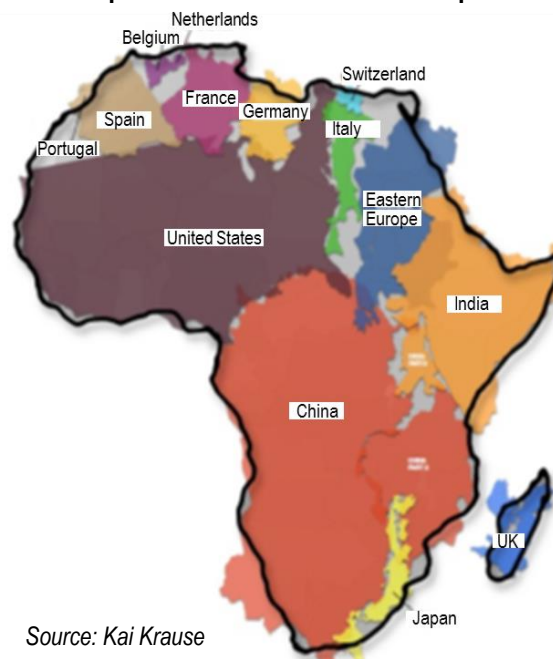 Netherlands
Belgium
Switzerland
France
Germany
Spain
Italy
Portugal
Eastern
Europe
United States
India
China
UK
Japan
Source: Kai Krause